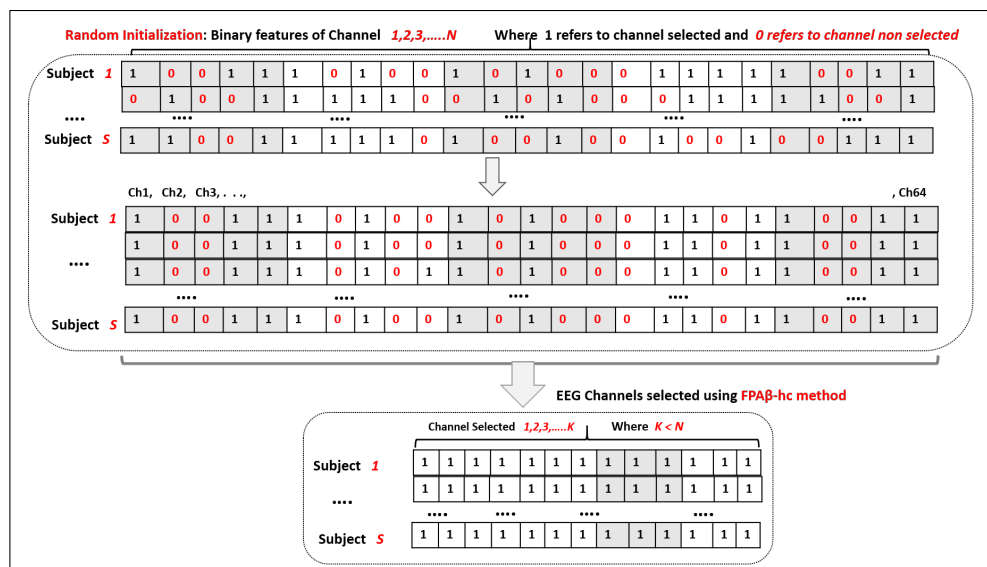 Random Initialization: Binary features of Channel 1,2,3,.....N Where 1 refers to channel selected and 0 refers to channel non selected
Subject 1 1 0 0 1 1 1 0 1 0 0 1 0 1 0 0 0 1 1 1 1 1 0 0 1 1
0 1 0 0 1 1 1 1 1 0 0 1 0 1 0 0 0 0 1 1 1 1 0 0 1
.... .... .... .... .... ....
Subject S 1 1 0 0 1 1 1 1 1 0 1 0 0 1 0 0 1 0 0 1 0 0 1 1 1
Ch1, Ch2, Ch3, . . ., , Ch64
Subject 1 1 0 0 1 1 1 0 1 0 0 1 0 1 0 0 0 1 1 0 1 1 0 0 1 1
1 0 0 1 1 1 0 1 0 0 1 0 1 0 0 0 1 1 0 1 1 0 0 1 1
.... 1 0 0 1 1 1 0 1 0 1 1 0 1 0 0 0 1 1 0 1 1 0 0 1 1
.... .... .... .... ....
Subject S 1 0 0 1 1 1 0 1 0 0 1 0 1 0 0 0 1 1 0 1 1 0 0 1 1
EEG Channels selected using FPAβ-hc method
Channel Selected 1,2,3,.....K Where K < N
Subject 1 1 1 1 1 1 1 1 1 1 1 1 1 1
.... 1 1 1 1 1 1 1 1 1 1 1 1 1
.... .... .... ....
Subject S 1 1 1 1 1 1 1 1 1 1 1 1 1